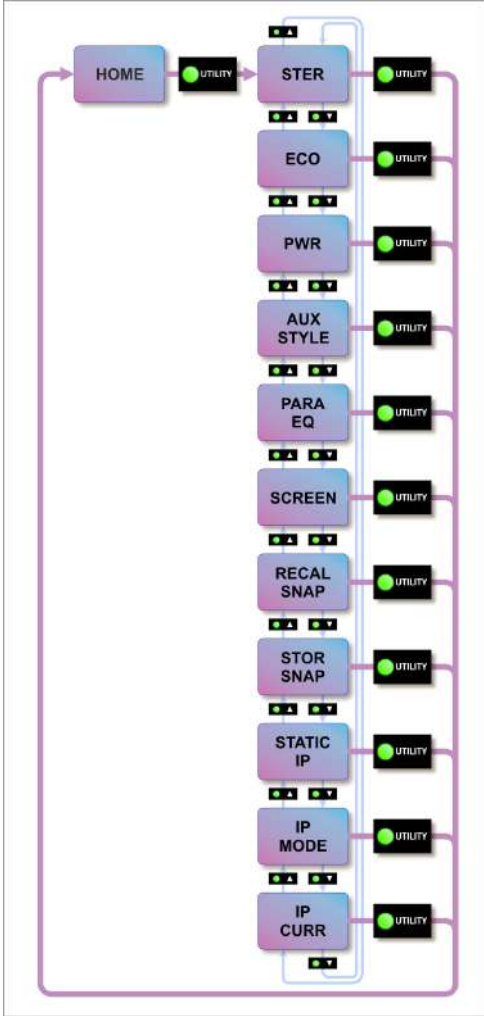 ▲
HOME UTILITY STER UTILITY
▲ ▼
ECO UTILITY
▲ ▼
PWR UTILITY
▲ ▼
AUX
STYLE UTILITY
▲ ▼
PARA
EQ UTILITY
▲ ▼
SCREEN UTILITY
▲ ▼
RECAL
SNAP UTILITY
▲ ▼
STOR
SNAP UTILITY
▲ ▼
STATIC
IP UTILITY
▲ ▼
IP
MODE UTILITY
▲ ▼
IP
CURR UTILITY
▼